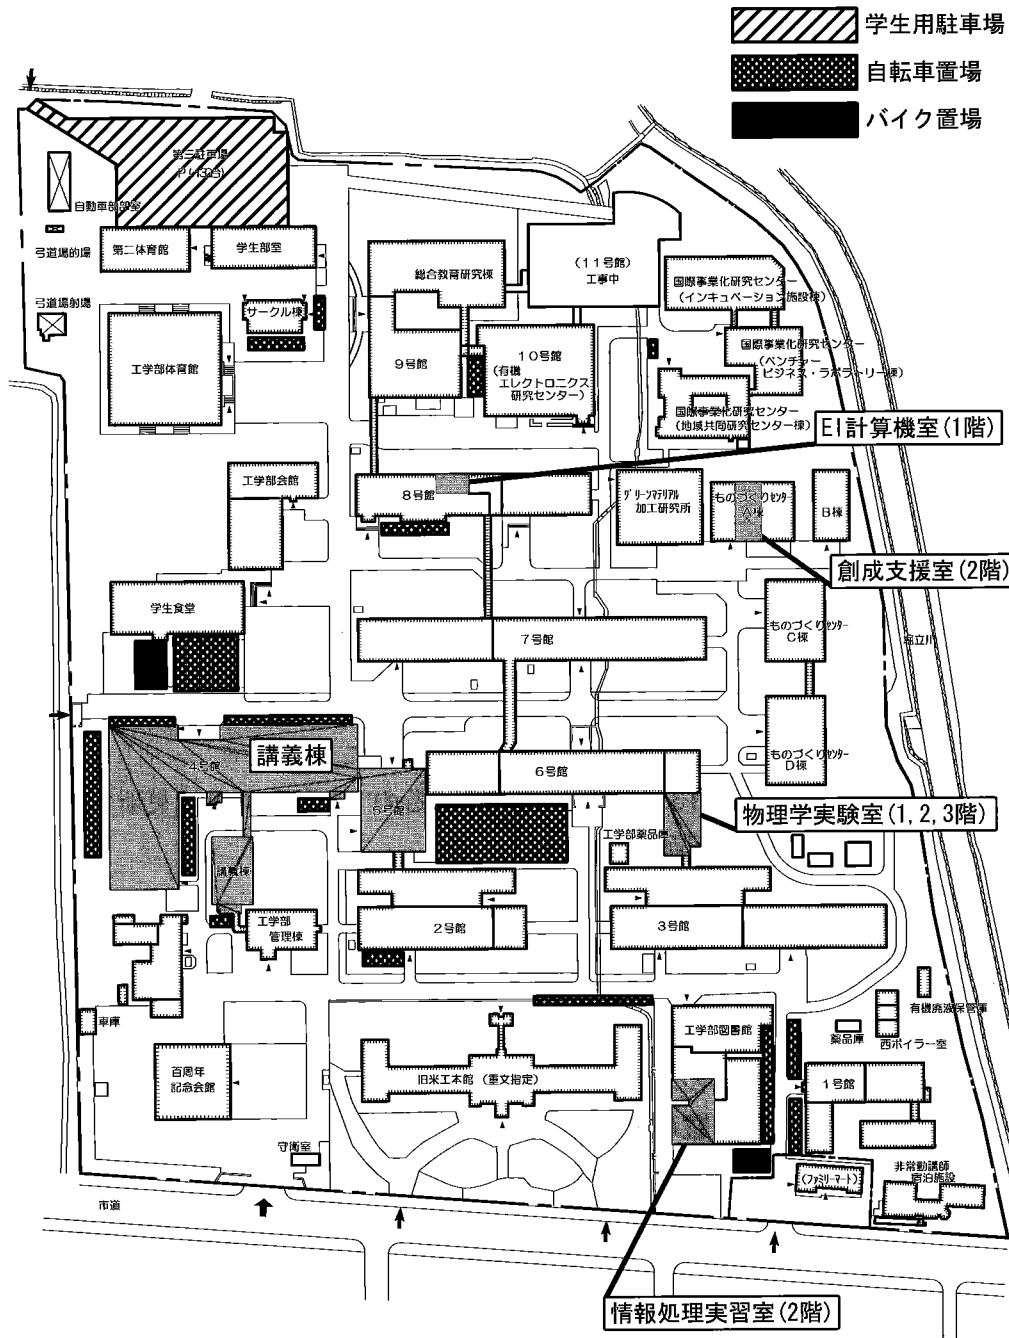 学生用駐車場
自転車置場
バイク置場
第三駐車場
自動車部部室
弓道場的場
第二体育館
学生部室
総合教育研究棟
(11号館)
工事中
国際事業化研究センター
(インキュベーション施設棟)
弓道場射場
サークル棟
工学部体育館
9号館
10号館
(有機
エレクトロニクス
研究センター)
国際事業化研究センター
(ベンチャー
ビジネス・ラボラトリー棟)
国際事業化研究センター
(地域共同研究センター棟)
EI計算機室(1階)
工学部会館
8号館
グリーンマテリアル
加工研究所
ものづくりセンター
A棟
B棟
創成支援室(2階)
学生食堂
7号館
ものづくりセンター
C棟
4号館
講義棟
6号館
ものづくりセンター
D棟
5号館
物理学実験室(1,2,3階)
工学部薬品庫
講義棟
工学部
管理棟
2号館
3号館
有機廃液保管庫
車庫
工学部図書館
薬品庫
西ボイラー室
百周年
記念会館
旧米工本館 (重文指定)
1号館
守衛室
非常勤講師
宿泊施設
(ファミリーマート)
市道
情報処理実習室(2階)